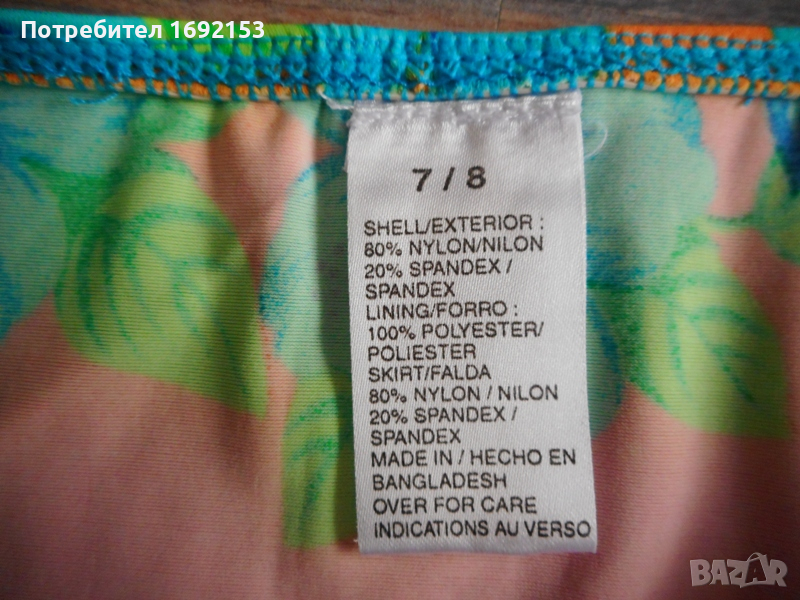 Потребител 1692153
7 / 8
SHELL/EXTERIOR :
80% NYLON/NILON
20% SPANDEX /
SPANDEX
LINING/FORRO :
100% POLYESTER/
POLIESTER
SKIRT/FALDA
80% NYLON / NILON
20% SPANDEX /
SPANDEX
MADE IN / HECHO EN
BANGLADESH
OVER FOR CARE
INDICATIONS AU VERSO
BAZAR